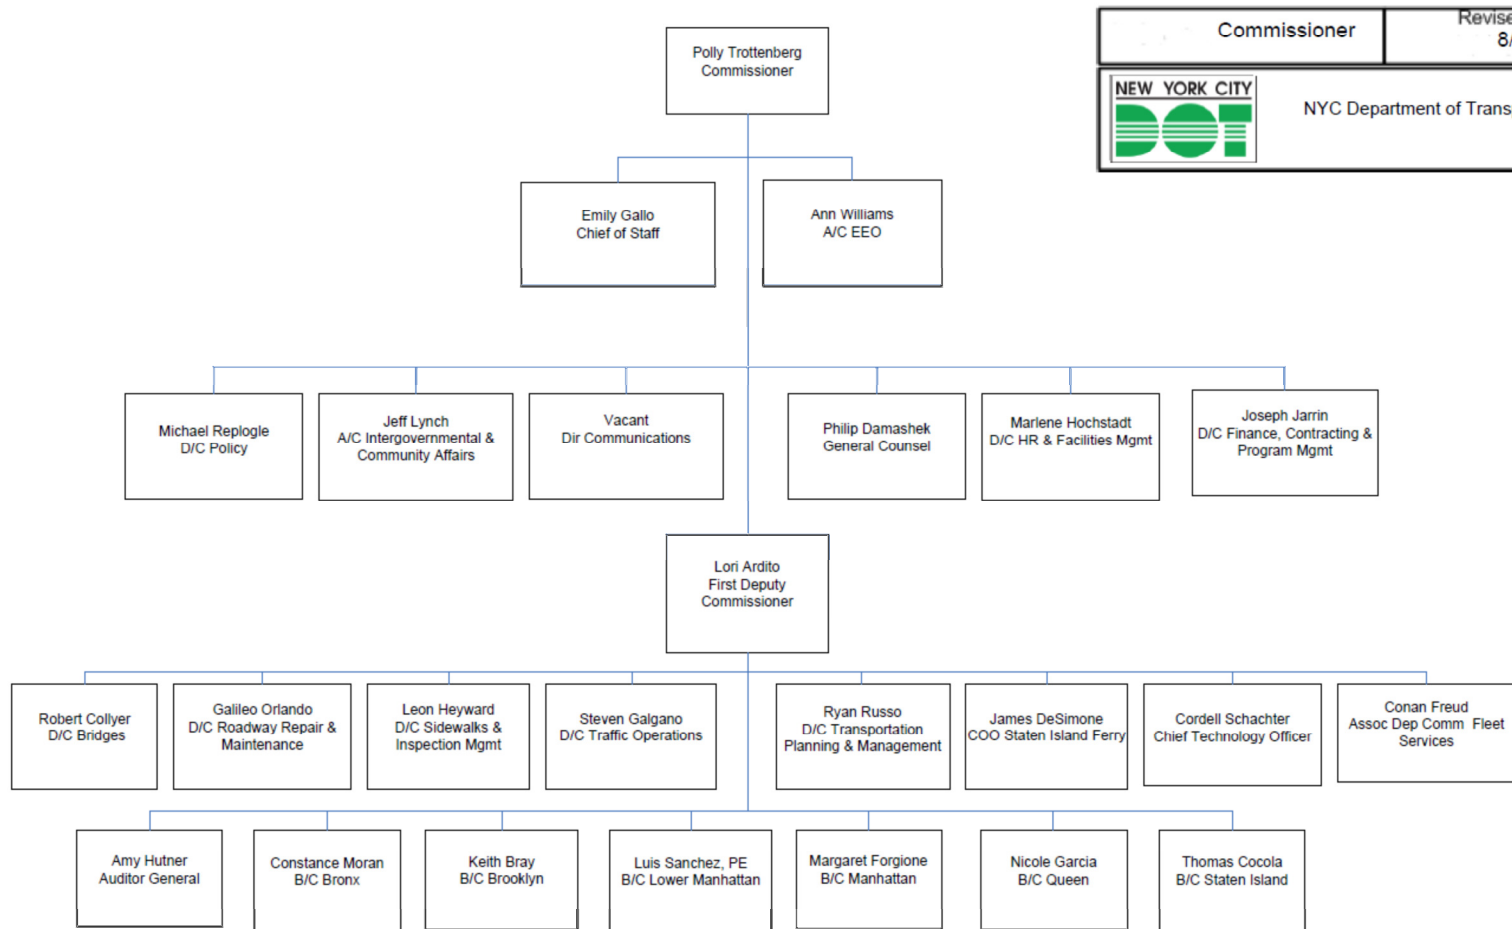 Polly Trottenberg
Commissioner
Commissioner
Revise
8/
NEW YORK CITY
DOT
NYC Department of Trans
Emily Gallo
Chief of Staff
Ann Williams
A/C EEO
Michael Replogle
D/C Policy
Jeff Lynch
A/C Intergovernmental &
Community Affairs
Vacant
Dir Communications
Philip Damashek
General Counsel
Marlene Hochstadt
D/C HR & Facilities Mgmt
Joseph Jarrin
D/C Finance, Contracting &
Program Mgmt
Lori Ardito
First Deputy
Commissioner
Robert Collyer
D/C Bridges
Galileo Orlando
D/C Roadway Repair &
Maintenance
Leon Heyward
D/C Sidewalks &
Inspection Mgmt
Steven Galgano
D/C Traffic Operations
Ryan Russo
D/C Transportation
Planning & Management
James DeSimone
COO Staten Island Ferry
Cordell Schachter
Chief Technology Officer
Conan Freud
Assoc Dep Comm Fleet
Services
Amy Hutner
Auditor General
Constance Moran
B/C Bronx
Keith Bray
B/C Brooklyn
Luis Sanchez, PE
B/C Lower Manhattan
Margaret Forgione
B/C Manhattan
Nicole Garcia
B/C Queen
Thomas Cocola
B/C Staten Island